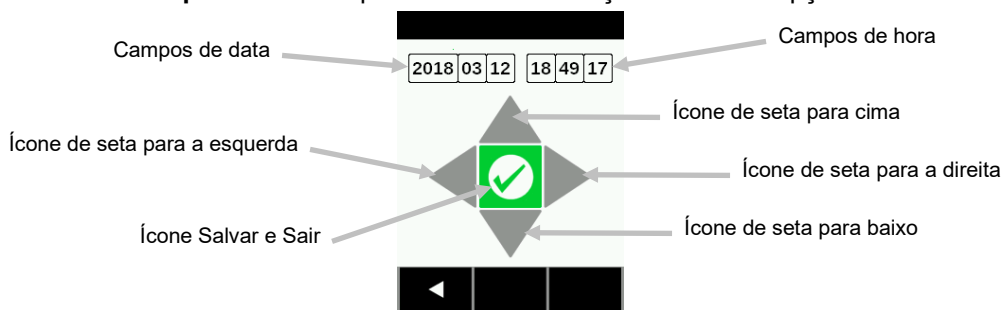 Campos de data
Campos de hora
2018 03 12 18 49 17
Ícone de seta para cima
Ícone de seta para a esquerda
Ícone de seta para a direita
Ícone de seta para baixo
Ícone Salvar e Sair